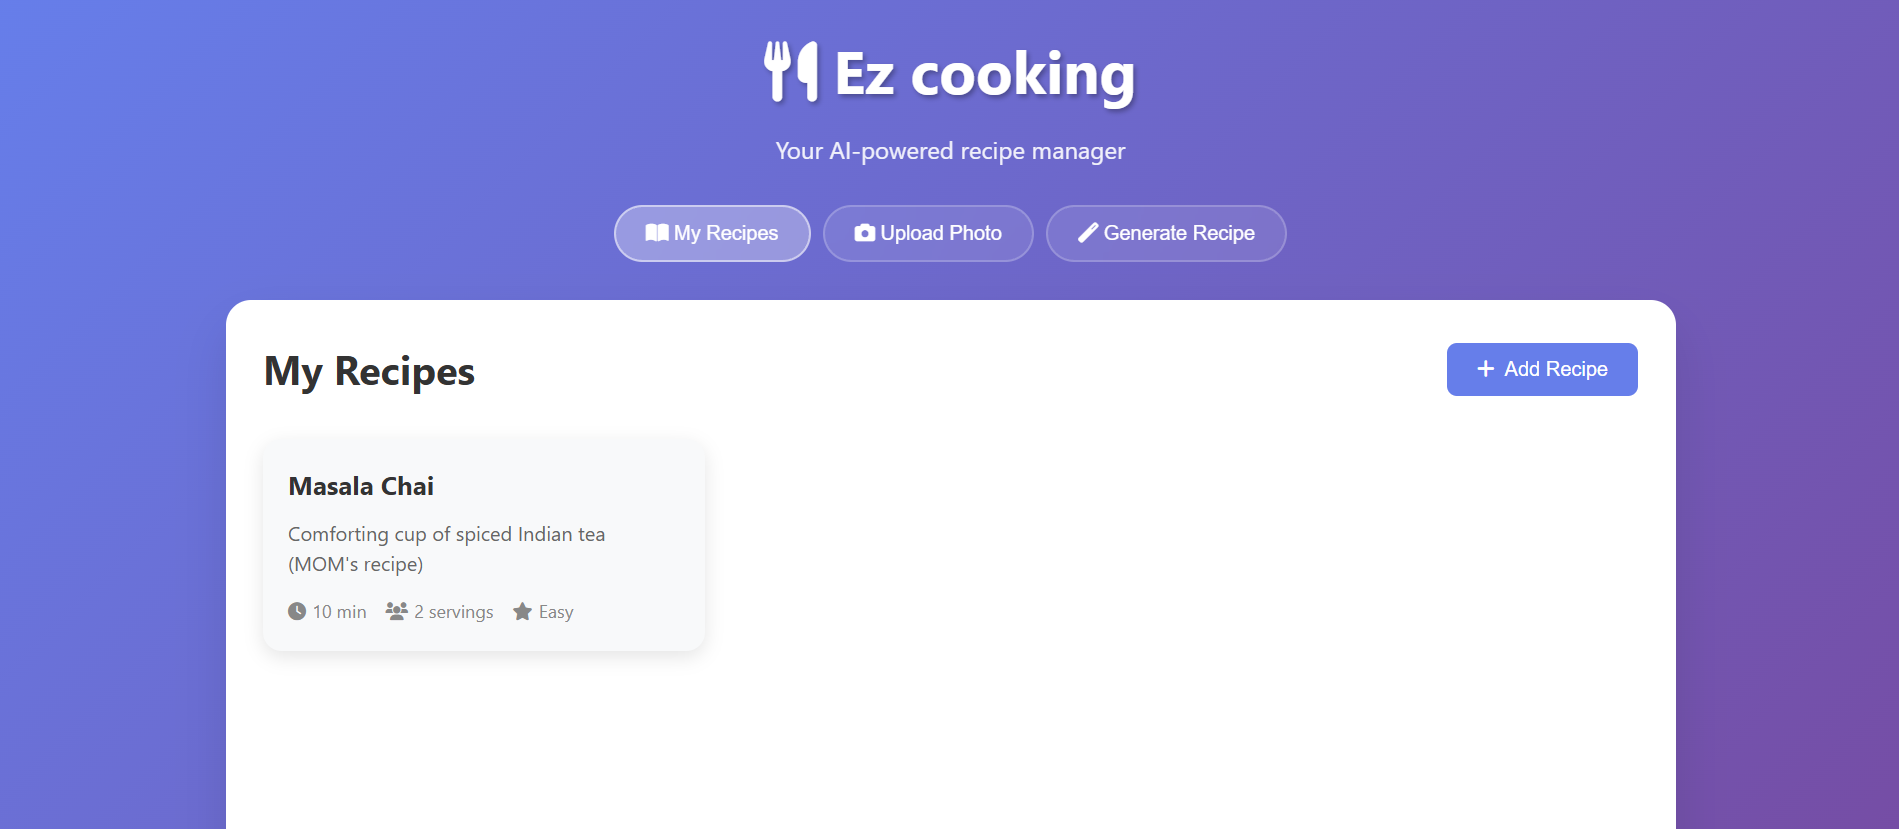 Ez cooking
Your AI-powered recipe manager
My Recipes
Upload Photo
Generate Recipe
My Recipes
Add Recipe
Masala Chai
Comforting cup of spiced Indian tea
(MOM's recipe)
10 min 2 servings Easy